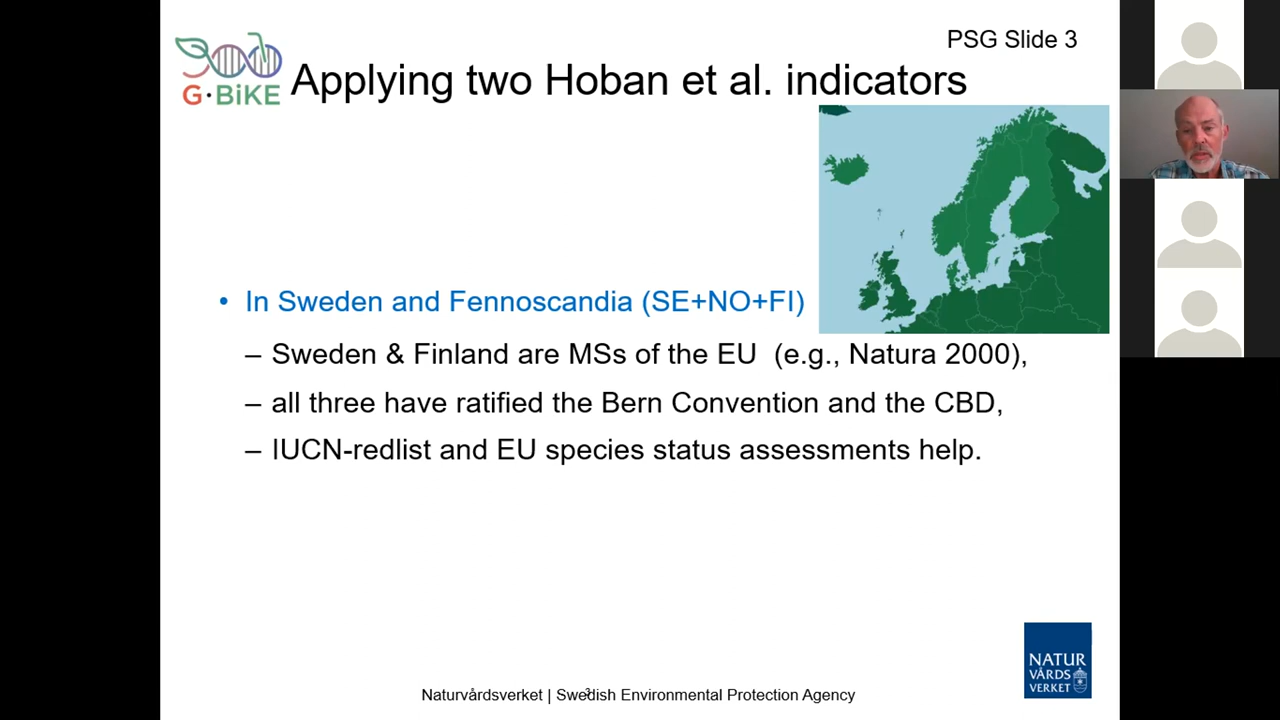 PSG Slide 3
G·BiKE
Applying two Hoban et al. indicators
• In Sweden and Fennoscandia (SE+NO+FI)
– Sweden & Finland are MSs of the EU (e.g., Natura 2000),
– all three have ratified the Bern Convention and the CBD,
– IUCN-redlist and EU species status assessments help.
NATUR
VÅRDS
VERKET
Naturvårdsverket | Swedish Environmental Protection Agency